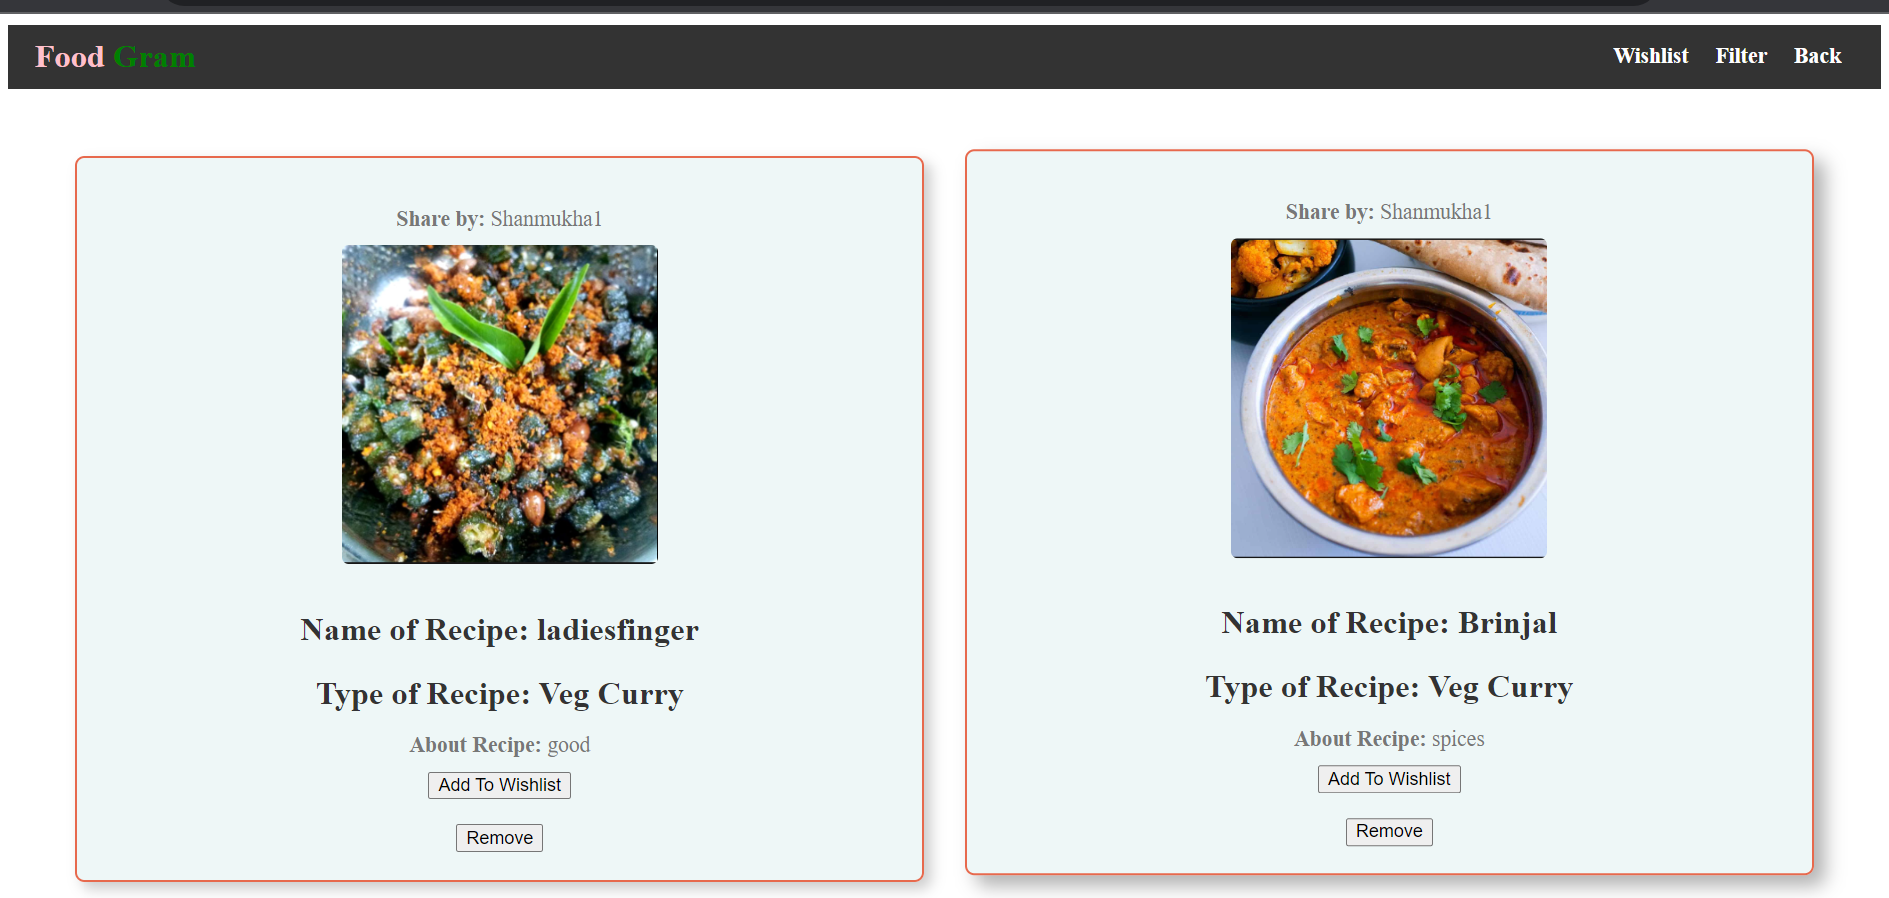 Food Gram
Wishlist Filter Back
Share by: Shanmukha1
Name of Recipe: ladiesfinger
Type of Recipe: Veg Curry
About Recipe: good
Add To Wishlist
Remove
Share by: Shanmukha1
Name of Recipe: Brinjal
Type of Recipe: Veg Curry
About Recipe: spices
Add To Wishlist
Remove